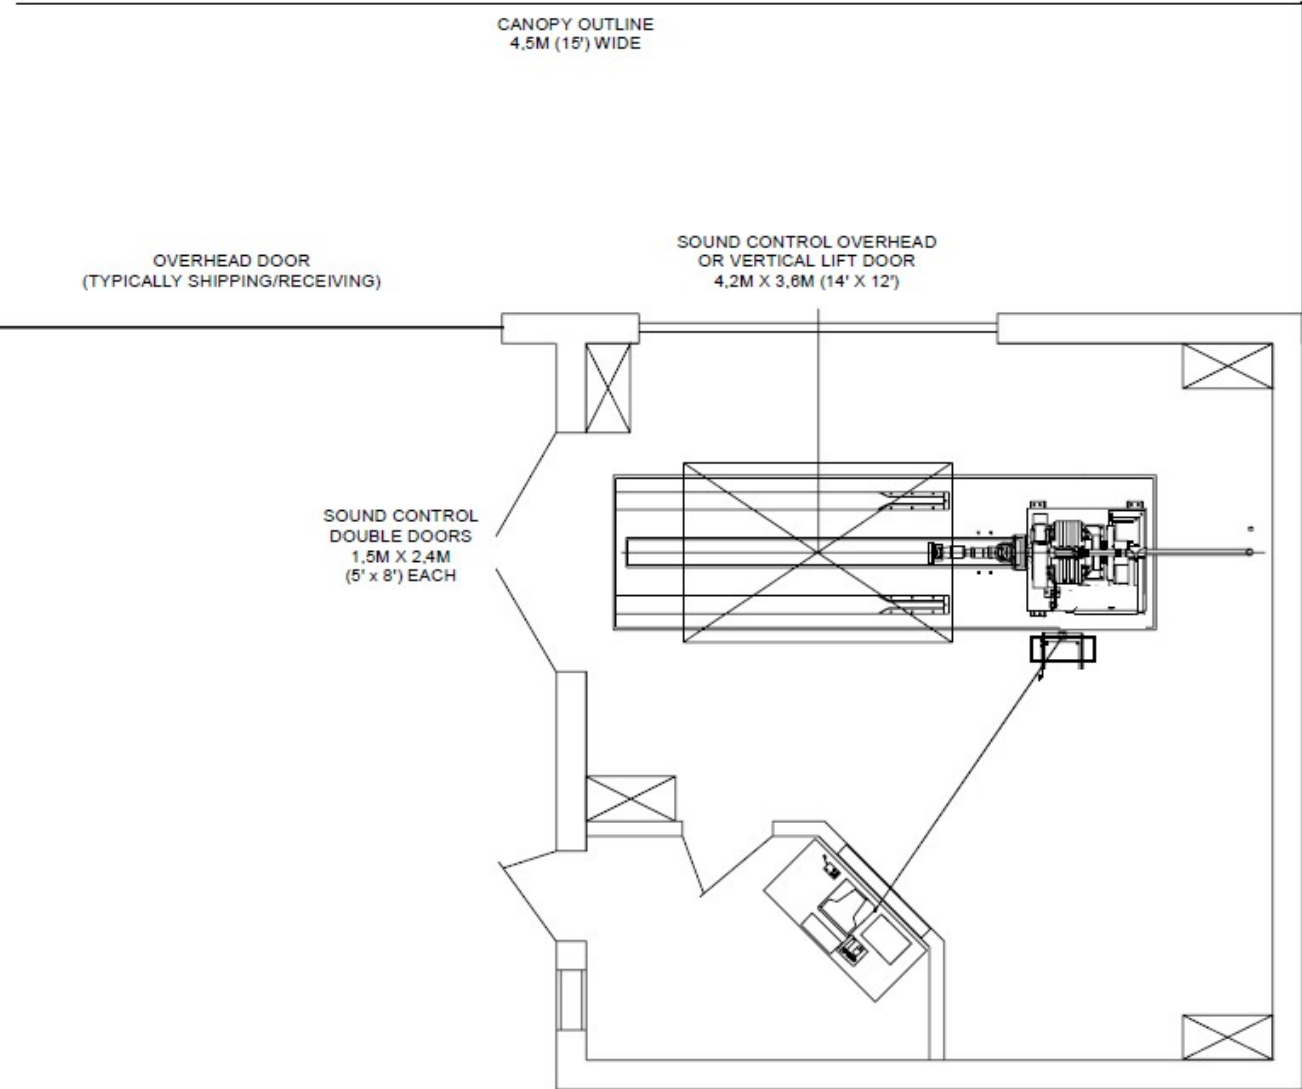 CANOPY OUTLINE
4,5M (15') WIDE
SOUND CONTROL OVERHEAD
OR VERTICAL LIFT DOOR
4,2M X 3,6M (14' X 12')
OVERHEAD DOOR
(TYPICALLY SHIPPING/RECEIVING)
SOUND CONTROL
DOUBLE DOORS
1,5M X 2,4M
(5' x 8') EACH